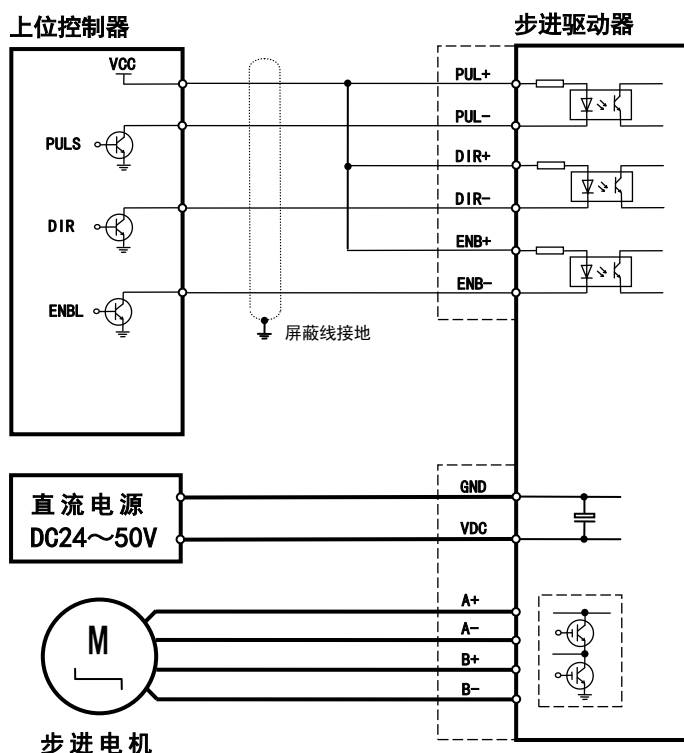 上位控制器
步进驱动器
VCC
PUL+
PUL-
PULS
DIR+
DIR
DIR-
ENB+
ENB-
ENBL
屏蔽线接地
直流电源
DC24～50V
GND
VDC
A+
A-
M
B+
B-
步进电机